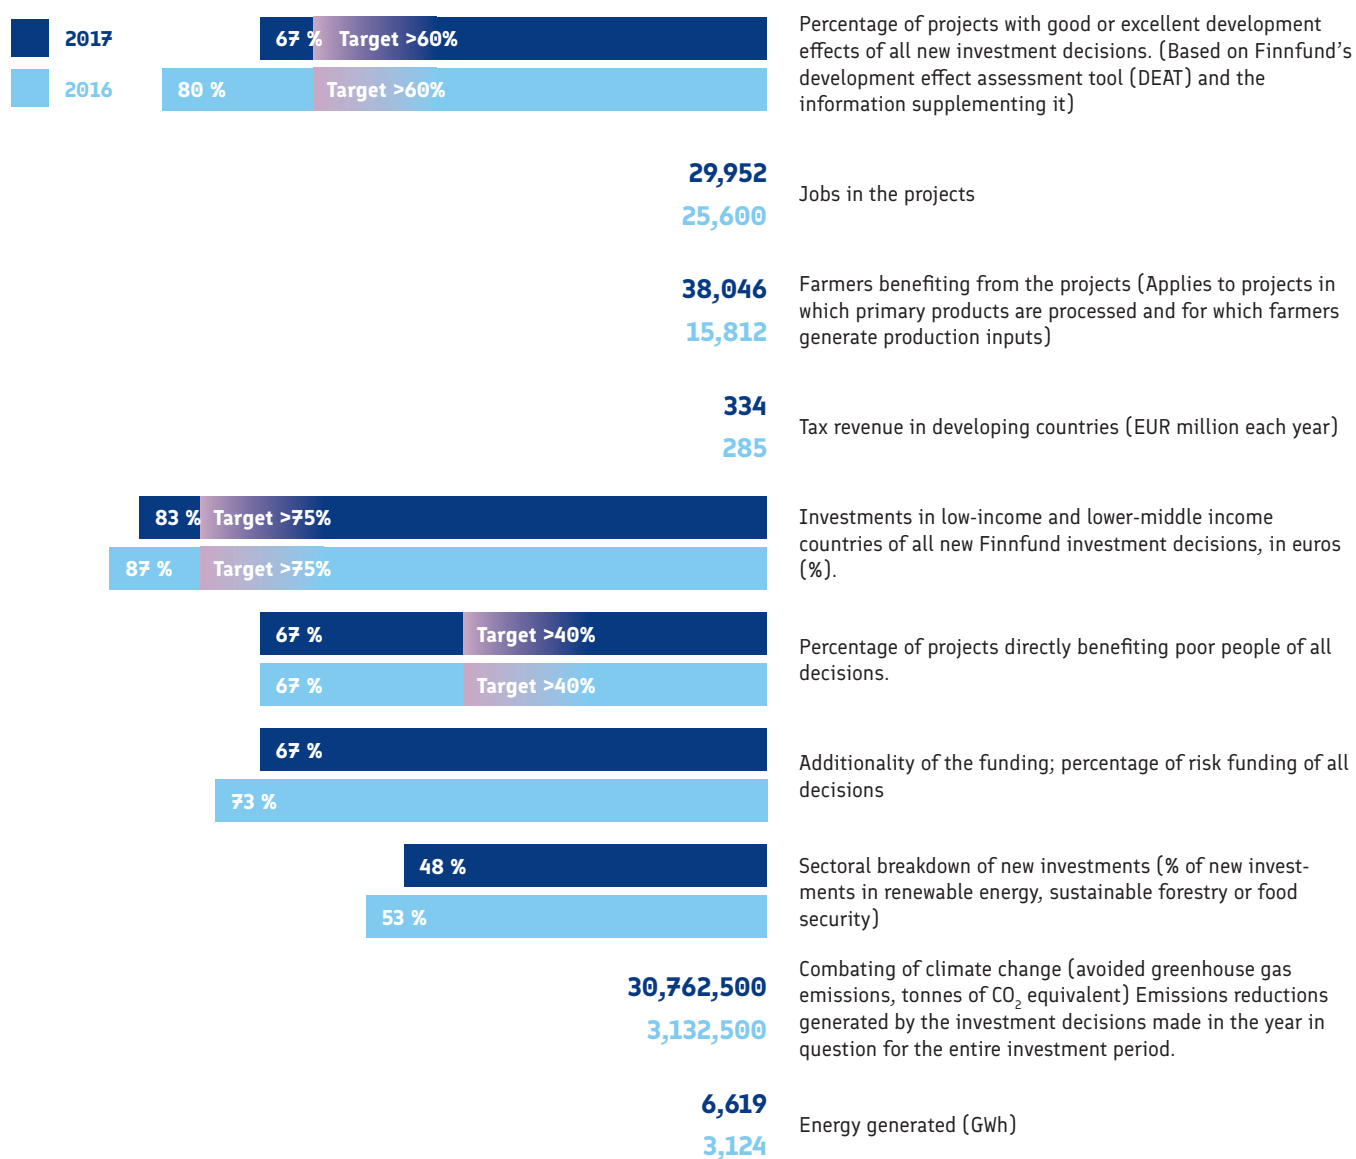 2017
2016
67 % Target >60%
80 % Target >60%
Percentage of projects with good or excellent development
effects of all new investment decisions. (Based on Finnfund’s
development effect assessment tool (DEAT) and the
information supplementing it)
29,952
25,600
Jobs in the projects
38,046
15,812
Farmers benefiting from the projects (Applies to projects in
which primary products are processed and for which farmers
generate production inputs)
334
285
Tax revenue in developing countries (EUR million each year)
83 % Target >75%
87 % Target >75%
Investments in low-income and lower-middle income
countries of all new Finnfund investment decisions, in euros
(%).
67 % Target >40%
67 % Target >40%
Percentage of projects directly benefiting poor people of all
decisions.
67 %
73 %
Additionality of the funding; percentage of risk funding of all
decisions
48 %
53 %
Sectoral breakdown of new investments (% of new invest-
ments in renewable energy, sustainable forestry or food
security)
30,762,500
3,132,500
Combating of climate change (avoided greenhouse gas
emissions, tonnes of CO₂ equivalent) Emissions reductions
generated by the investment decisions made in the year in
question for the entire investment period.
6,619
3,124
Energy generated (GWh)